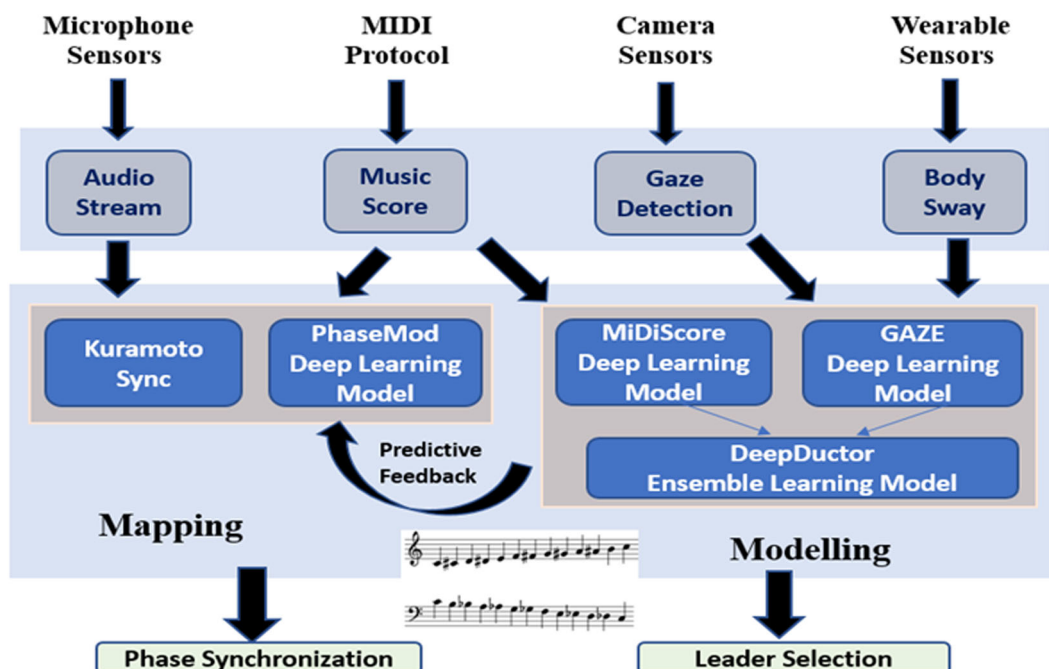 Microphone
Sensors
MIDI
Protocol
Camera
Sensors
Wearable
Sensors
Audio
Stream
Music
Score
Gaze
Detection
Body
Sway
Kuramoto
Sync
PhaseMod
Deep Learning
Model
MiDiScore
Deep Learning
Model
GAZE
Deep Learning
Model
DeepDuctor
Ensemble Learning Model
Predictive
Feedback
Mapping
Modelling
Phase Synchronization
Leader Selection